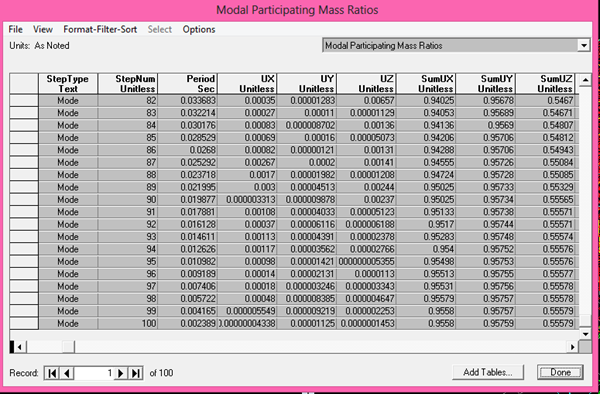 Modal Participating Mass Ratios
File View Format-Filter-Sort Select Options
Units: As Noted Modal Participating Mass Ratios
StepType StepNum Period UX UY UZ SumUX SumUY SumUZ
Text Unitless Sec Unitless Unitless Unitless Unitless Unitless Unitless
Mode 82 0.033683 0.00035 0.00001283 0.00657 0.94025 0.95678 0.5467
Mode 83 0.032214 0.00027 0.00011 0.00001129 0.94053 0.95689 0.54671
Mode 84 0.030176 0.00083 0.000008702 0.00136 0.94136 0.9569 0.54807
Mode 85 0.028529 0.00069 0.00016 0.00005073 0.94206 0.95706 0.54812
Mode 86 0.0268 0.00082 0.00000121 0.00131 0.94288 0.95706 0.54943
Mode 87 0.025292 0.00267 0.0002 0.00141 0.94555 0.95726 0.55084
Mode 88 0.023718 0.0017 0.00001982 0.00001208 0.94724 0.95728 0.55085
Mode 89 0.021995 0.003 0.00004513 0.00244 0.95025 0.95733 0.55329
Mode 90 0.019877 0.000003313 0.000009878 0.00237 0.95025 0.95734 0.55565
Mode 91 0.017881 0.00108 0.00004033 0.00005123 0.95133 0.95738 0.55571
Mode 92 0.016128 0.00037 0.00006116 0.000006188 0.9517 0.95744 0.55571
Mode 93 0.014611 0.00113 0.00004391 0.00002378 0.95283 0.95748 0.55574
Mode 94 0.012626 0.00117 0.00003562 0.00002766 0.954 0.95752 0.55576
Mode 95 0.010982 0.00098 0.00001421 000000005355 0.95498 0.95753 0.55576
Mode 96 0.009189 0.00014 0.00002131 0.0000113 0.95513 0.95755 0.55577
Mode 97 0.007406 0.00018 0.000003246 0.000003343 0.95531 0.95756 0.55578
Mode 98 0.005722 0.00048 0.000008385 0.000004647 0.95579 0.95757 0.55578
Mode 99 0.004165 0.000005549 0.000009219 0.000002253 0.9558 0.95757 0.55579
Mode 100 0.002389 0.00000004338 0.00001125 0.0000001453 0.9558 0.95759 0.55579
Record: 1 of 100 Add Tables... Done